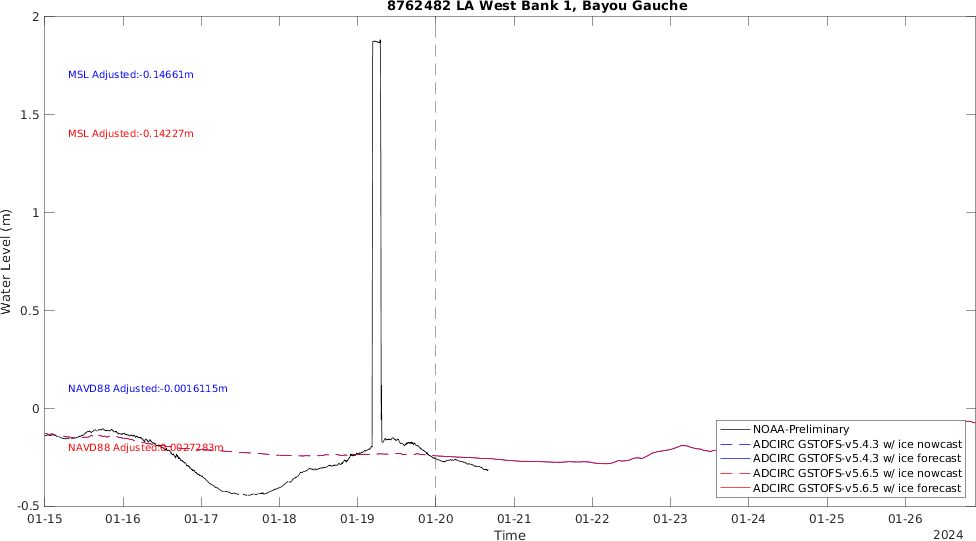 8762482 LA West Bank 1, Bayou Gauche
2
1.5
1
0.5
0
-0.5
Water Level (m)
MSL Adjusted:-0.14661m
MSL Adjusted:-0.14227m
NAVD88 Adjusted:-0.0016115m
NAVD88 Adjusted:0.0027283m
NOAA-Preliminary
ADCIRC GSTOFS-v5.4.3 w/ ice nowcast
ADCIRC GSTOFS-v5.4.3 w/ ice forecast
ADCIRC GSTOFS-v5.6.5 w/ ice nowcast
ADCIRC GSTOFS-v5.6.5 w/ ice forecast
01-15 01-16 01-17 01-18 01-19 01-20 01-21 01-22 01-23 01-24 01-25 01-26
Time
2024